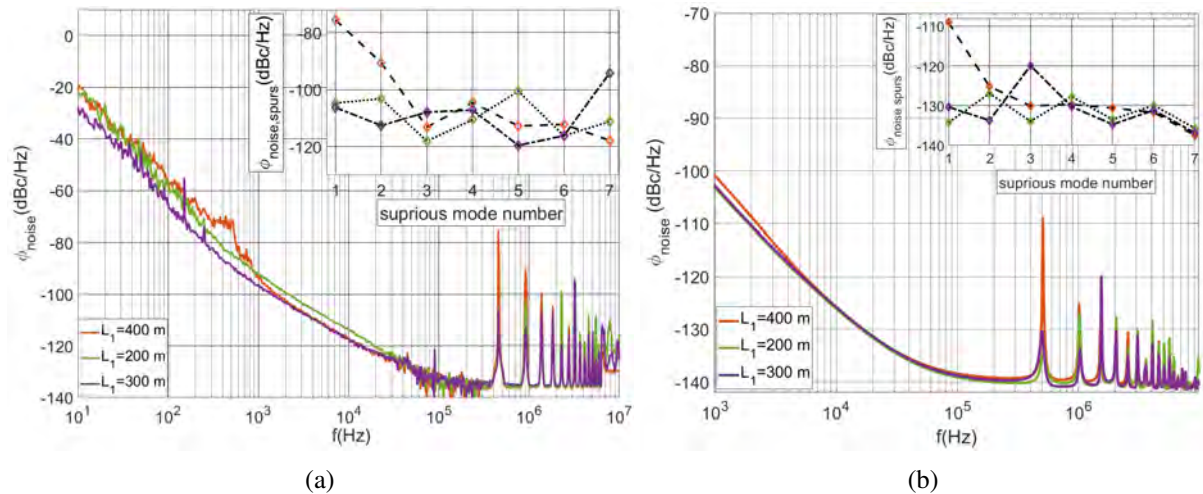 0
-20
-40
-60
-80
-100
-120
-140
ϕnoise(dBc/Hz)
10^1
10^2
10^3
10^4
10^5
10^6
10^7
f(Hz)
L1=400 m
L1=200 m
L1=300 m
-80
-100
-120
ϕnoise,spurs(dBc/Hz)
1 2 3 4 5 6 7
suprious mode number
(a)
-70
-80
-90
-100
-110
-120
-130
-140
ϕnoise(dBc/Hz)
10^3
10^4
10^5
10^6
f(Hz)
L1=400 m
L1=200 m
L1=300 m
-110
-120
-130
-140
ϕnoise spurs(dBc/Hz)
1 2 3 4 5 6 7
suprious mode number
(b)